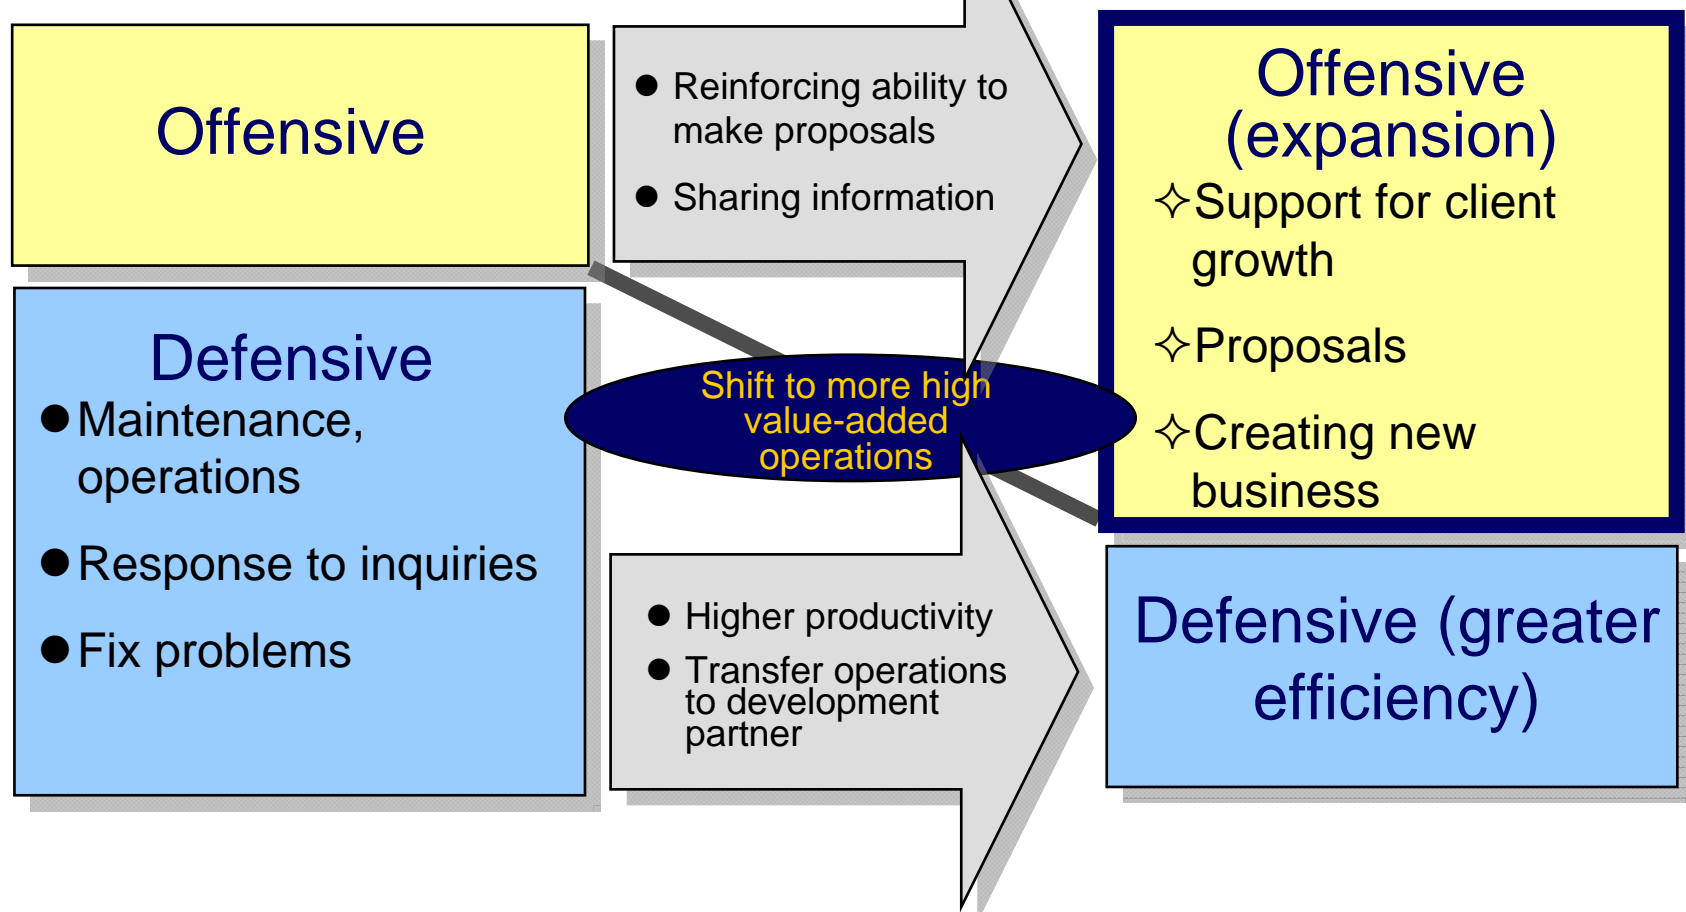 Offensive
● Reinforcing ability to
make proposals
● Sharing information
Offensive
(expansion)
✧Support for client
growth
✧Proposals
✧Creating new
business
Defensive
●Maintenance,
operations
●Response to inquiries
●Fix problems
Shift to more high
value-added
operations
● Higher productivity
● Transfer operations
to development
partner
Defensive (greater
efficiency)